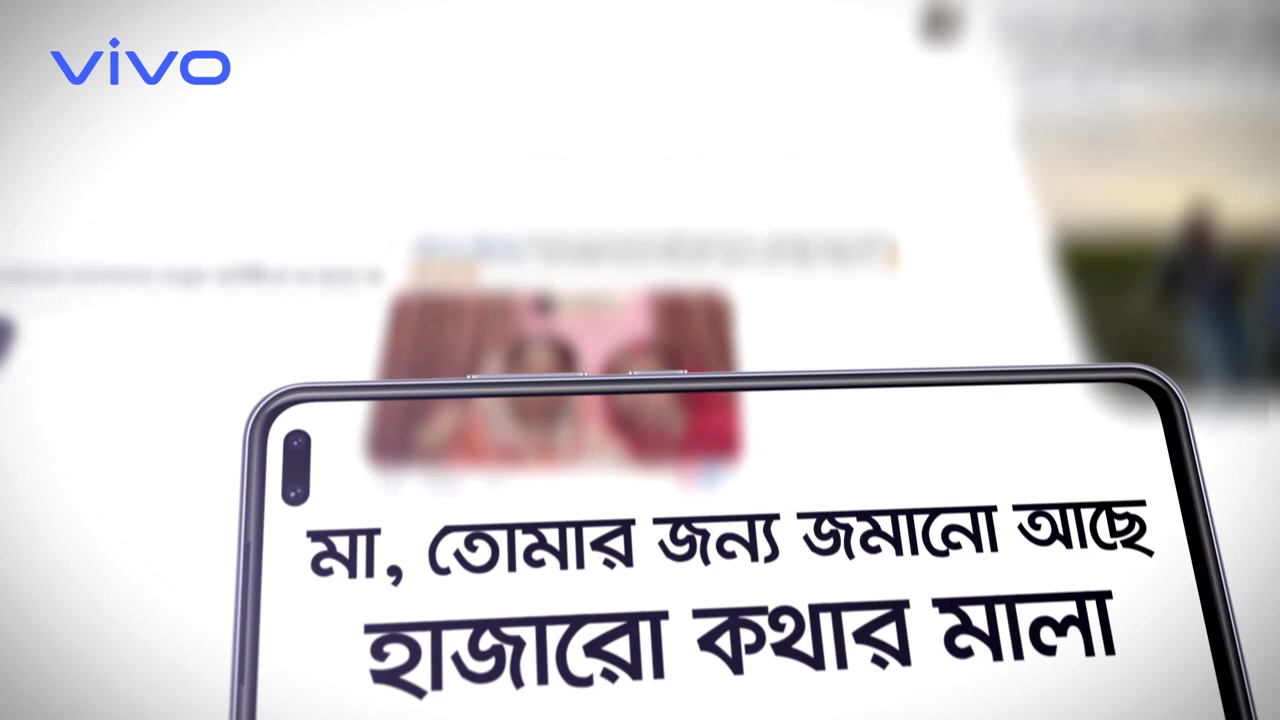 vivo
মা, তোমার জন্য জমানো আছে
হাজারো কথার মালা